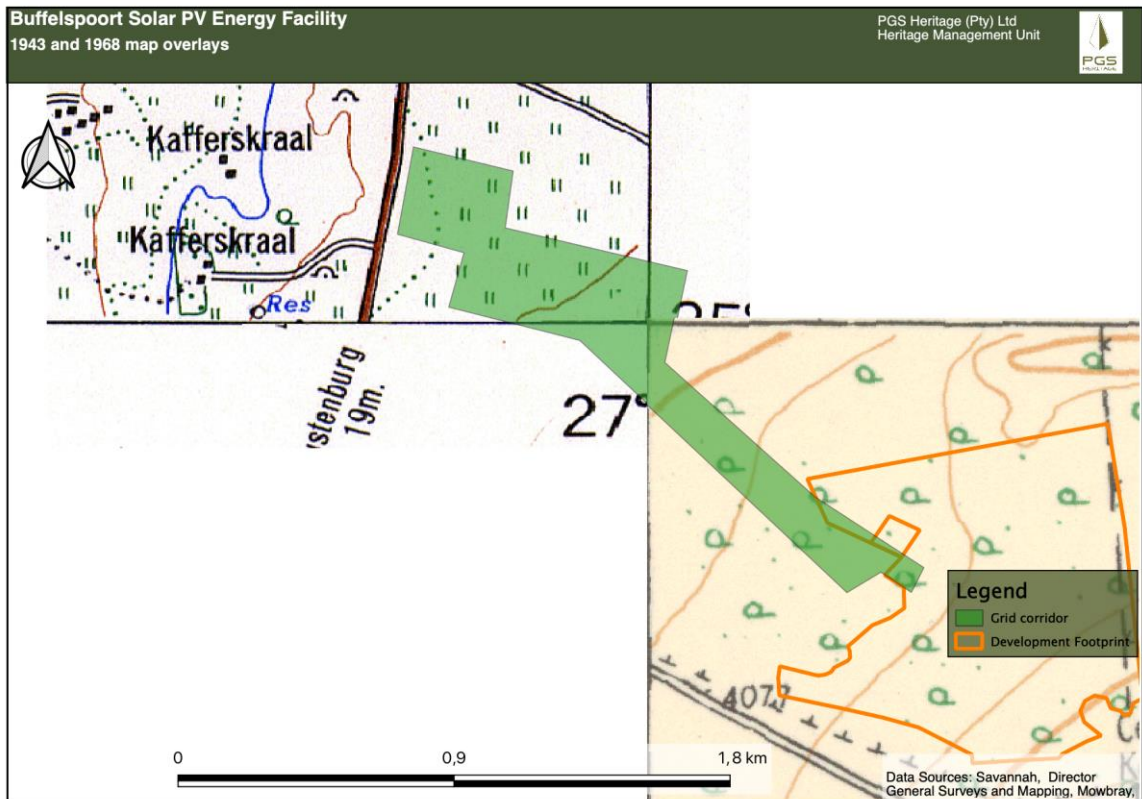 Buffelspoort Solar PV Energy Facility
1943 and 1968 map overlays
PGS Heritage (Pty) Ltd
Heritage Management Unit
PGS
HERITAGE
Kafferskraal
Kafferskraal
Res
stenburg
19m.
27°
4077
Legend
Grid corridor
Development Footprint
0 0,9 1,8 km
Data Sources: Savannah, Director
General Surveys and Mapping, Mowbray,